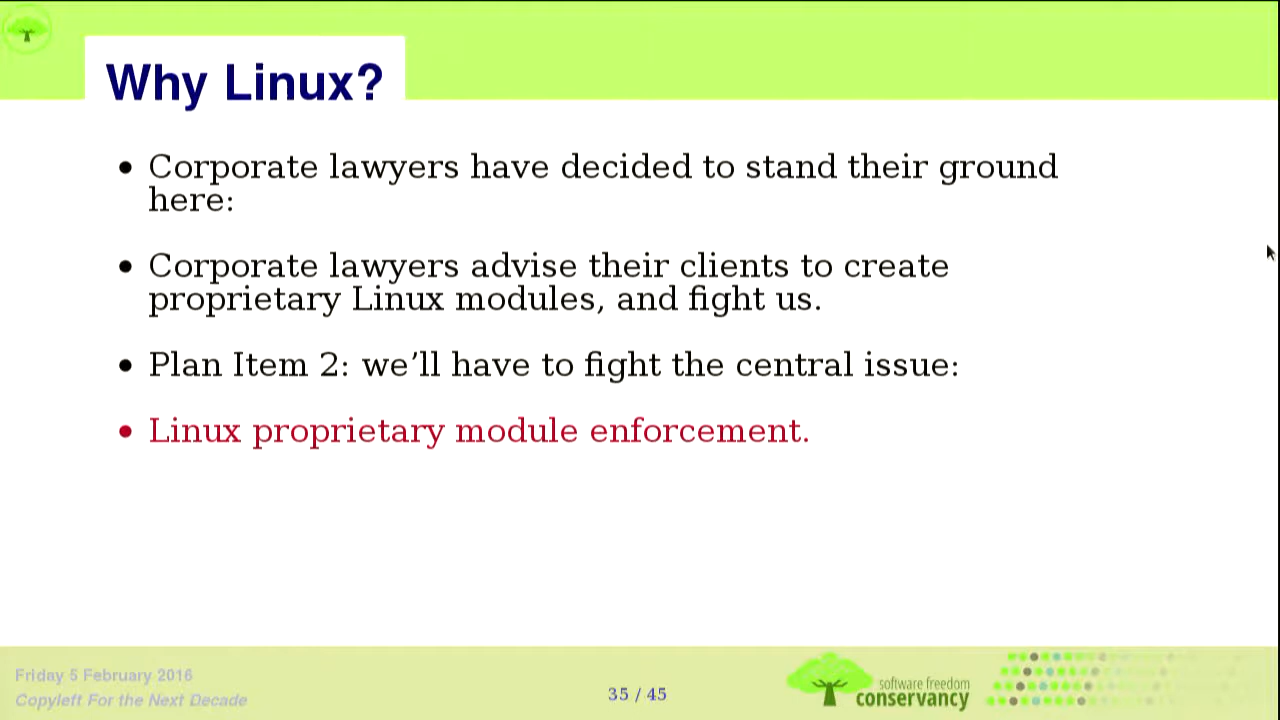 Why Linux?
• Corporate lawyers have decided to stand their ground
here:
• Corporate lawyers advise their clients to create
proprietary Linux modules, and fight us.
• Plan Item 2: we’ll have to fight the central issue:
• Linux proprietary module enforcement.
Friday 5 February 2016
Copyleft For the Next Decade
35 / 45
software freedom
conservancy